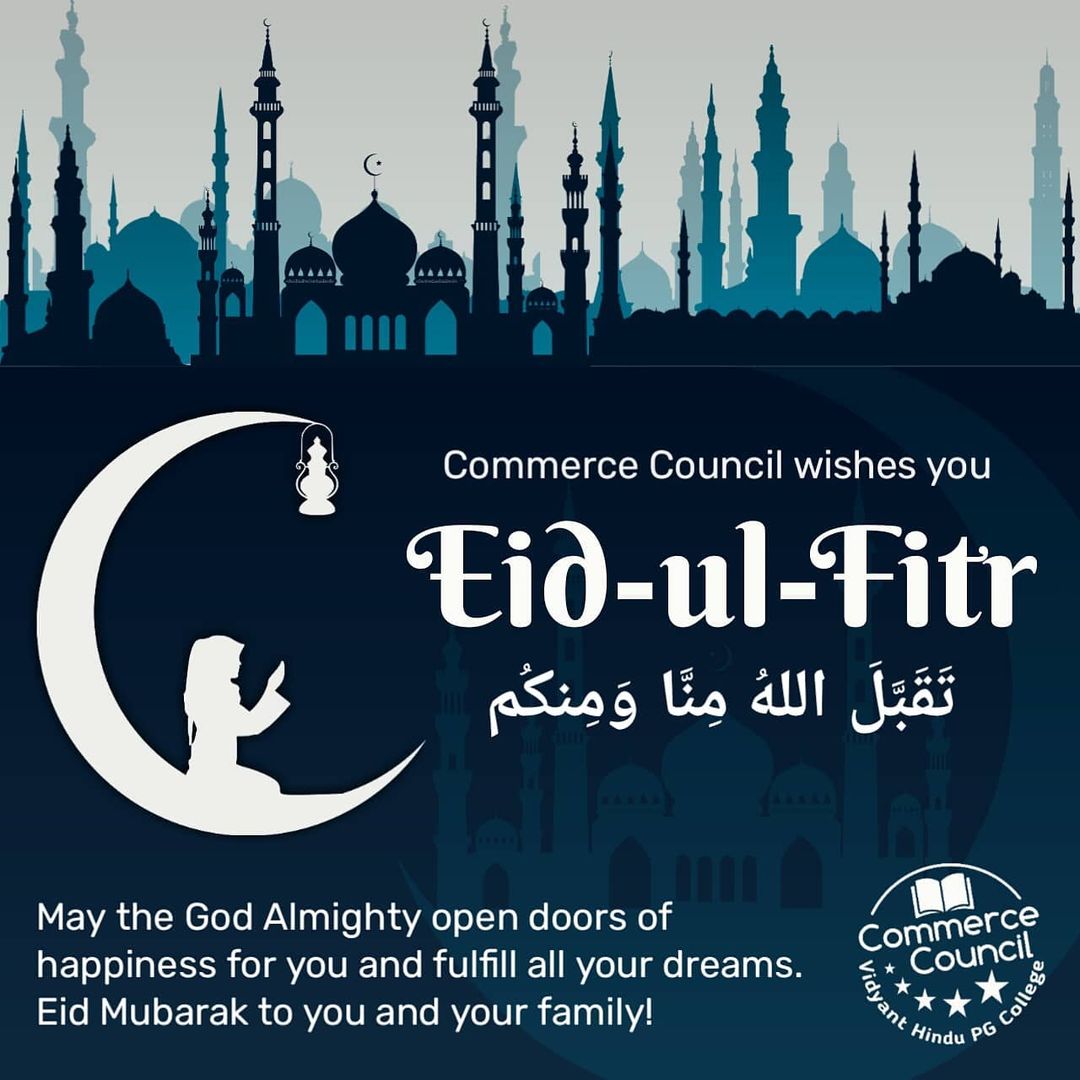 Commerce Council wishes you
Eid-ul-Fitr
تَقَبَّلَ اللهُ مِنَّا وَمِنكُم
May the God Almighty open doors of
happiness for you and fulfill all your dreams.
Eid Mubarak to you and your family!
Commerce
Council
Vidyant Hindu PG College